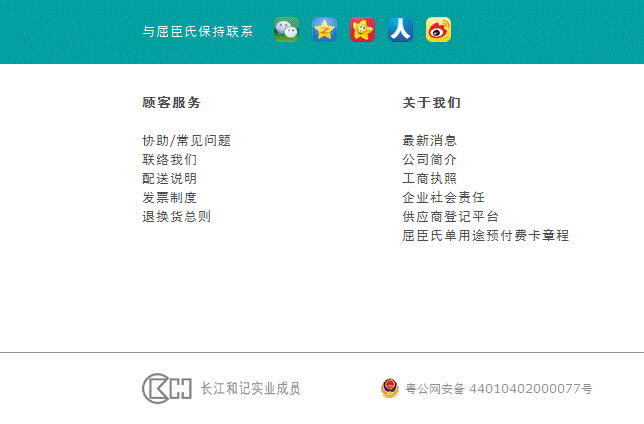 与屈臣氏保持联系
顾客服务
协助/常见问题
联络我们
配送说明
发票制度
退换货总则
关于我们
最新消息
公司简介
工商执照
企业社会责任
供应商登记平台
屈臣氏单用途预付费卡章程
长江和记实业成员
粤公网安备 44010402000077号